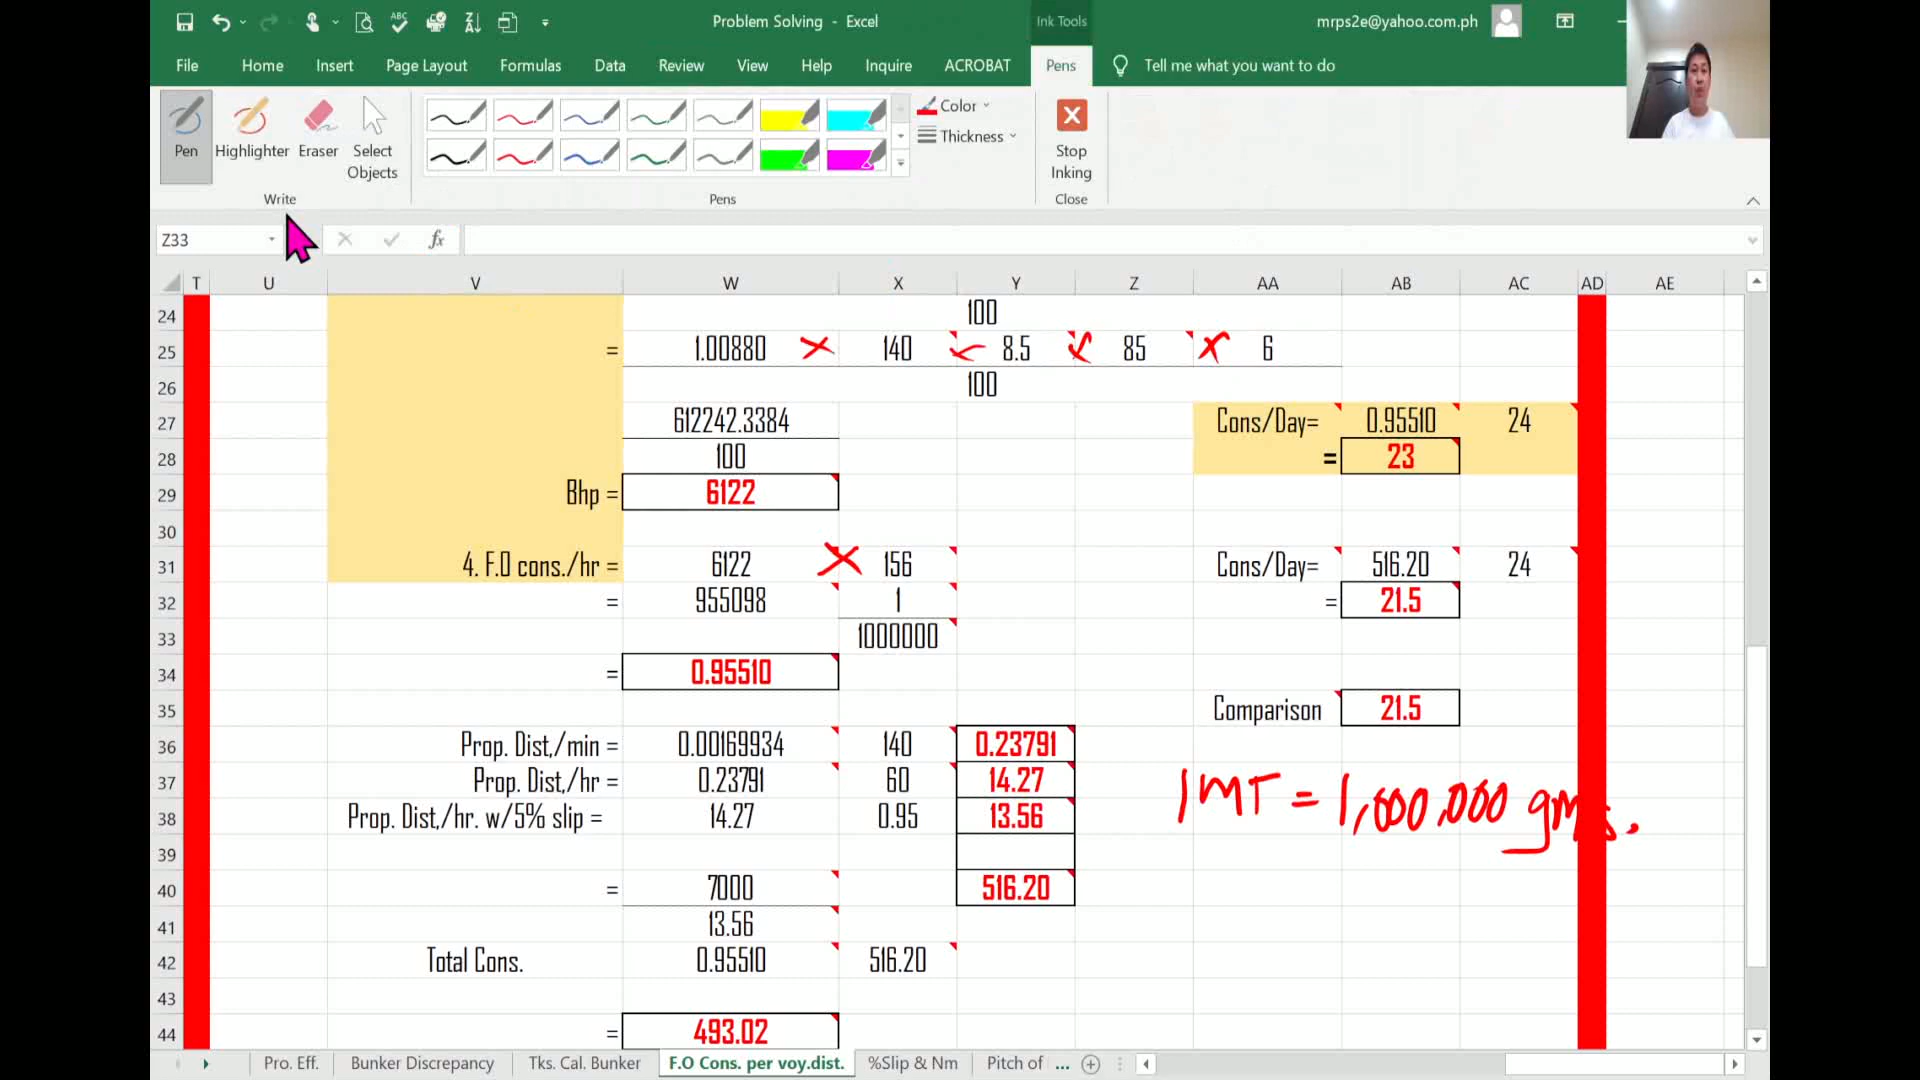 Problem Solving - Excel
Ink Tools
mrps2e@yahoo.com.ph
File Home Insert Page Layout Formulas Data Review View Help Inquire ACROBAT Pens Tell me what you want to do
Pen Highlighter Eraser Select Objects
Color
Thickness
Stop Inking
Write Pens Close
Z33 fx
T U V W X Y Z AA AB AC AD AE
24 100
25 = 1.00880 × 140 × 8.5 × 85 × 6
26 100
27 612242.3384 Cons/Day= 0.95510 24
28 100 = 23
29 Bhp = 6122
30
31 4. F.O cons./hr = 6122 × 156 Cons/Day= 516.20 24
32 = 955098 1 = 21.5
33 1000000
34 = 0.95510
35 Comparison 21.5
36 Prop. Dist,/min = 0.00169934 140 0.23791
37 Prop. Dist,/hr = 0.23791 60 14.27
38 Prop. Dist,/hr. w/5% slip = 14.27 0.95 13.56
1 MT = 1,000,000 gms.
39
40 = 7000 516.20
41 13.56
42 Total Cons. 0.95510 516.20
43
44 = 493.02
Pro. Eff. Bunker Discrepancy Tks. Cal. Bunker F.O Cons. per voy.dist. %Slip & Nm Pitch of ...